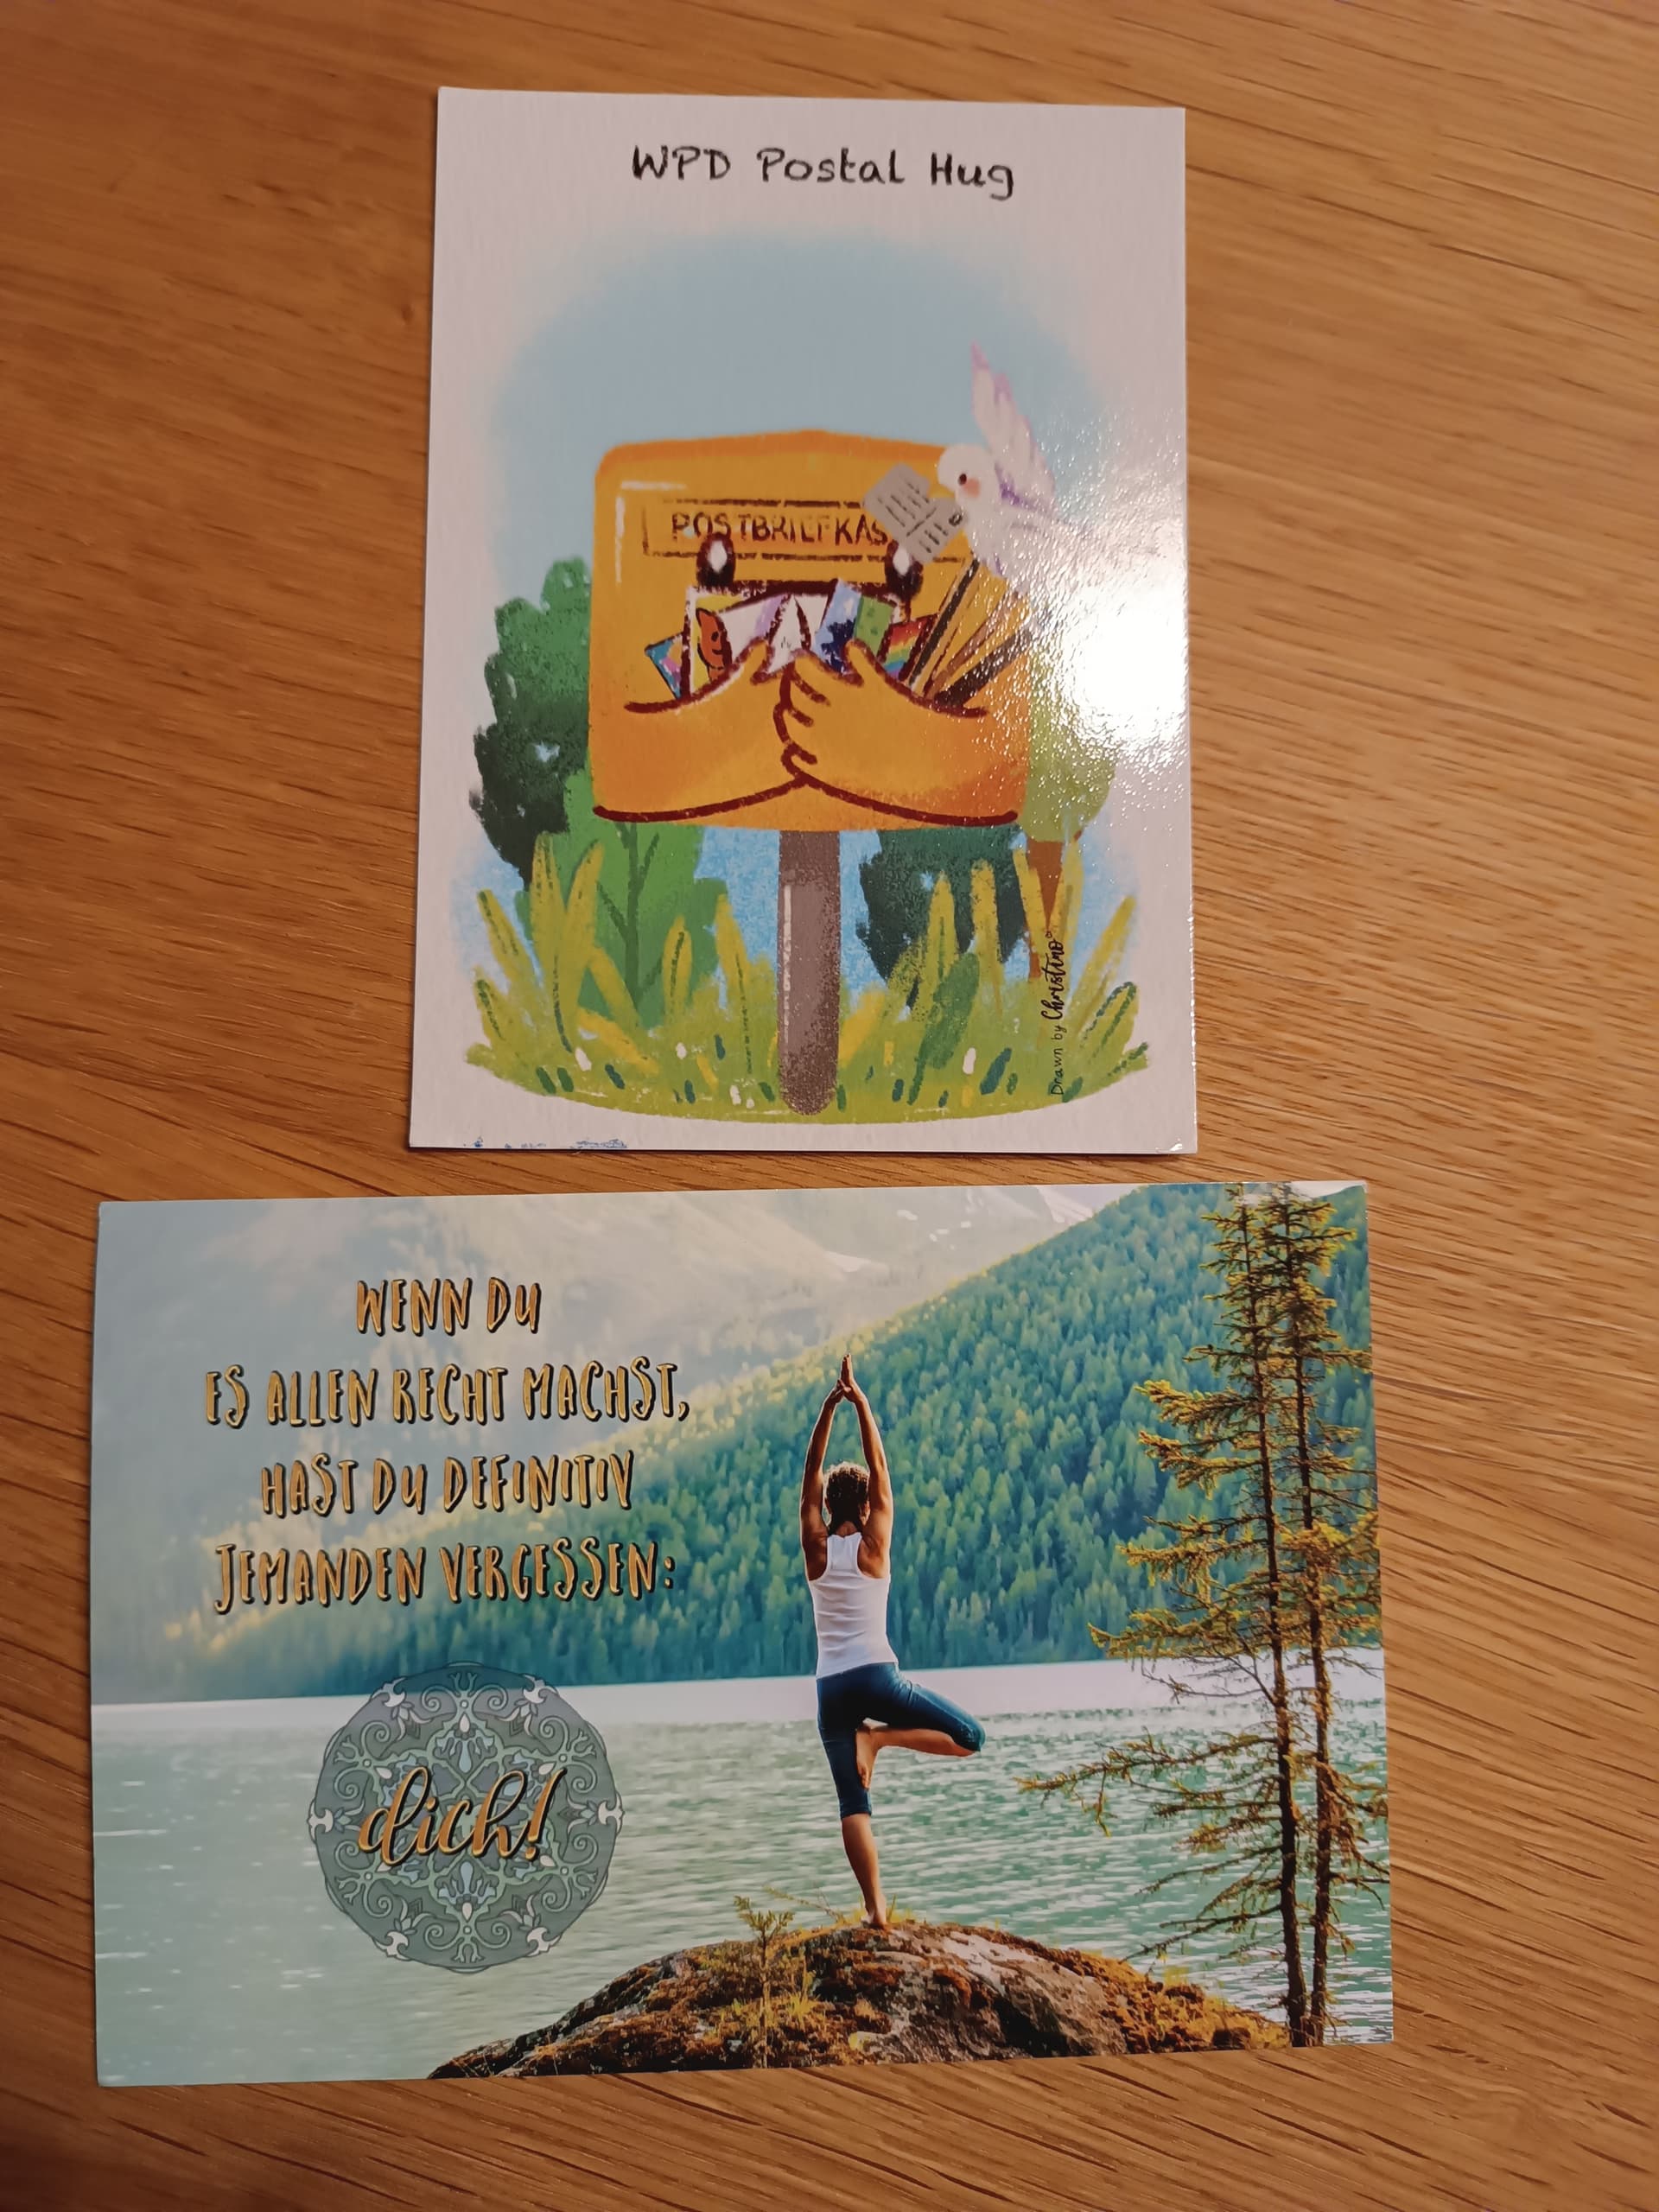 WPD Postal Hug
POSTBRIEFKAS
Drawn by Christina
WENN DU
ES ALLEN RECHT MACHST,
HAST DU DEFINITIV
JEMANDEN VERGESSEN:
dich!